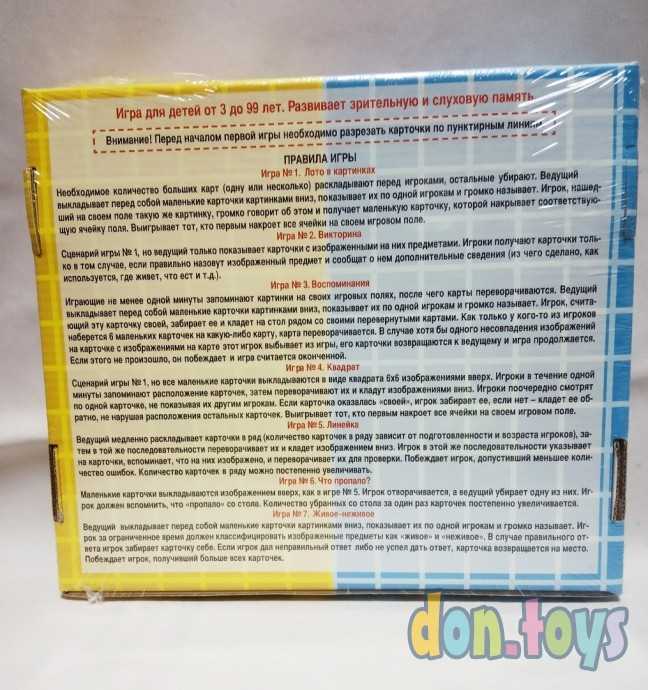 Игра для детей от 3 до 99 лет. Развивает зрительную и слуховую память.
Внимание! Перед началом первой игры необходимо разрезать карточки по пунктирным линиям
ПРАВИЛА ИГРЫ
Игра № 1. Лото в картинках
Необходимое количество больших карт (одну или несколько) раскладывают перед игроками, остальные убирают. Ведущий
выкладывает перед собой маленькие карточки картинками вниз, показывает их по одной игрокам и громко называет. Игрок, нашед-
ший на своем поле такую же картинку, громко говорит об этом и получает маленькую карточку, которой накрывает соответствую-
щую ячейку поля. Выигрывает тот, кто первым накроет все ячейки на своем игровом поле.
Игра № 2. Викторина
Сценарий игры № 1, но ведущий только показывает карточки с изображенными на них предметами. Игроки получают карточки толь-
ко в том случае, если правильно назовут изображенный предмет и сообщат о нем дополнительные сведения (из чего сделано, как
используется, где живет, что ест и т.д.).
Игра № 3. Воспоминания
Играющие не менее одной минуты запоминают картинки на своих игровых полях, после чего карты переворачиваются. Ведущий
выкладывает перед собой маленькие карточки картинками вниз, показывает их по одной игрокам и громко называет. Игрок, счита-
ющий эту карточку своей, забирает ее и кладет на стол рядом со своими перевернутыми картами. Как только у кого-то из игроков
наберется 6 маленьких карточек на какую-либо карту, карта переворачивается. В случае хотя бы одного несовпадения изображений
на карточке с изображениями на карте этот игрок выбывает из игры, его карточки возвращаются к ведущему и игра продолжается.
Если этого не произошло, он побеждает и игра считается оконченной.
Игра № 4. Квадрат
Сценарий игры № 1, но все маленькие карточки выкладываются в виде квадрата 6х6 изображениями вверх. Игроки в течение одной
минуты запоминают расположение карточек, затем переворачивают их и кладут изображениями вниз. Игроки поочередно смотрят
по одной карточке, не показывая их другим игрокам. Если карточка оказалось «своей», игрок забирает ее, если нет – кладет ее об-
ратно, не нарушая расположения остальных карточек. Выигрывает тот, кто первым накроет все ячейки на своем игровом поле.
Игра № 5. Линейка
Ведущий медленно раскладывает карточки в ряд (количество карточек в ряду зависит от подготовленности и возраста игроков), за-
тем в той же последовательности переворачивает их и кладет изображением вниз. Игрок в этой же последовательности указывает
на карточки, вспоминает, что на них изображено, и переворачивает их для проверки. Побеждает игрок, допустивший меньшее коли-
чество ошибок. Количество карточек в ряду можно постепенно увеличивать.
Игра № 6. Что пропало?
Маленькие карточки выкладываются изображением вверх, как в игре № 5. Игрок отворачивается, а ведущий убирает одну из них. Иг-
рок должен вспомнить, что «пропало» со стола. Количество убранных со стола за один раз карточек постепенно увеличивается.
Игра № 7. Живое-неживое
Ведущий выкладывает перед собой маленькие карточки картинками вниз, показывает их по одной игрокам и громко называет. Иг-
рок за ограниченное время должен классифицировать изображенные предметы как «живое» и «неживое». В случае правильного от-
вета игрок забирает карточку себе. Если игрок дал неправильный ответ либо не успел дать ответ, карточка возвращается на место.
Побеждает игрок, получивший больше всех карточек.
don.toys